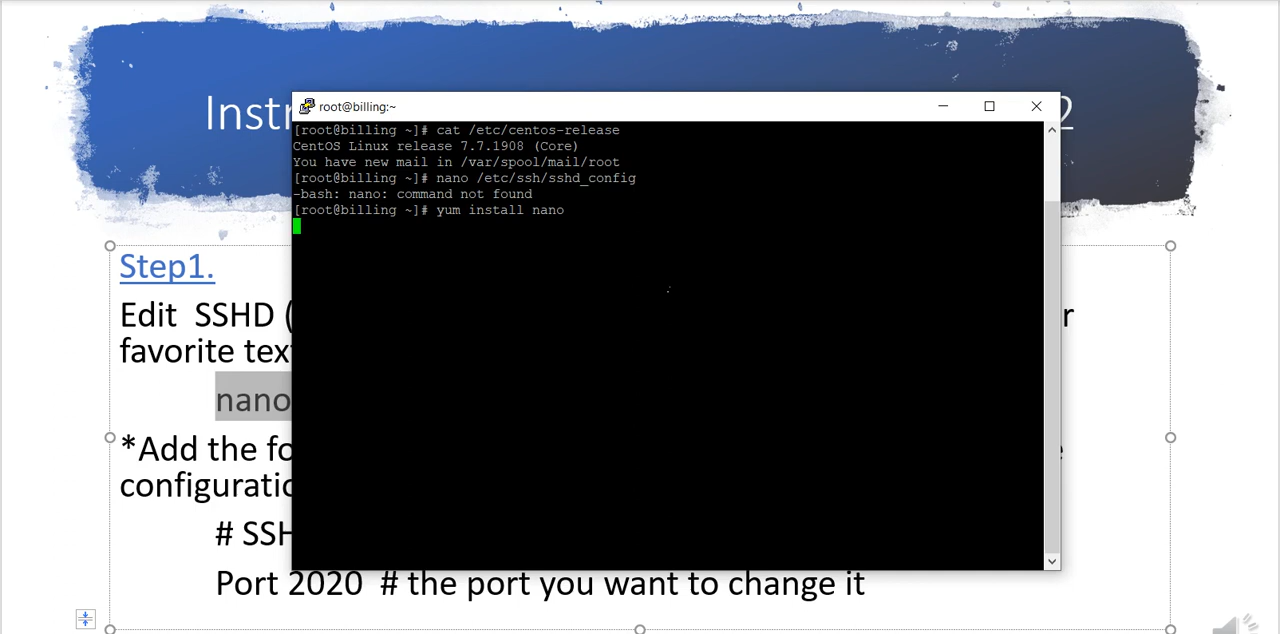 Instr
2
root@billing:~
[root@billing ~]# cat /etc/centos-release
CentOS Linux release 7.7.1908 (Core)
You have new mail in /var/spool/mail/root
[root@billing ~]# nano /etc/ssh/sshd_config
-bash: nano: command not found
[root@billing ~]# yum install nano
Step1.
Edit SSHD ( r
favorite tex
nano
*Add the fo
configuratio
# SSH
Port 2020 # the port you want to change it